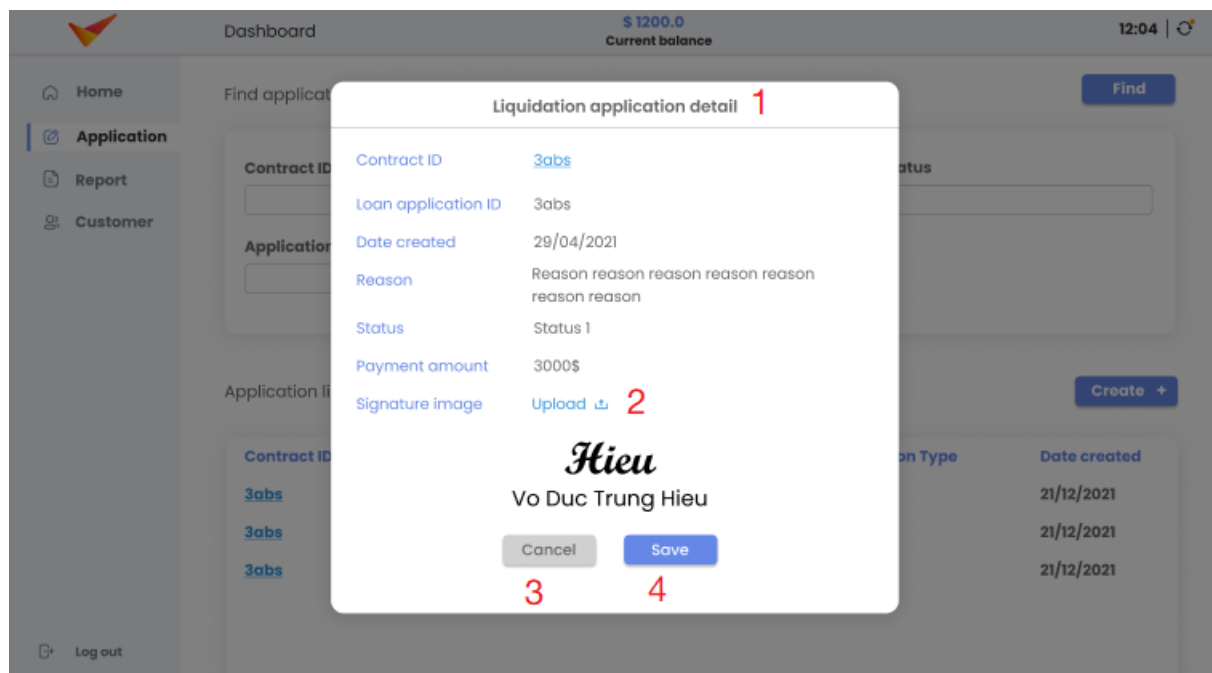 Dashboard
$ 1200.0
Current balance
12:04
Home
Application
Report
Customer
Log out
Find applicat
Find
Contract ID
atus
Application
Liquidation application detail 1
Contract ID 3abs
Loan application ID 3abs
Date created 29/04/2021
Reason Reason reason reason reason reason
reason reason
Status Status 1
Payment amount 3000$
Signature image Upload 2
Hieu
Vo Duc Trung Hieu
Cancel Save
3 4
Application li
Create +
Contract ID on Type Date created
3abs 21/12/2021
3abs 21/12/2021
3abs 21/12/2021